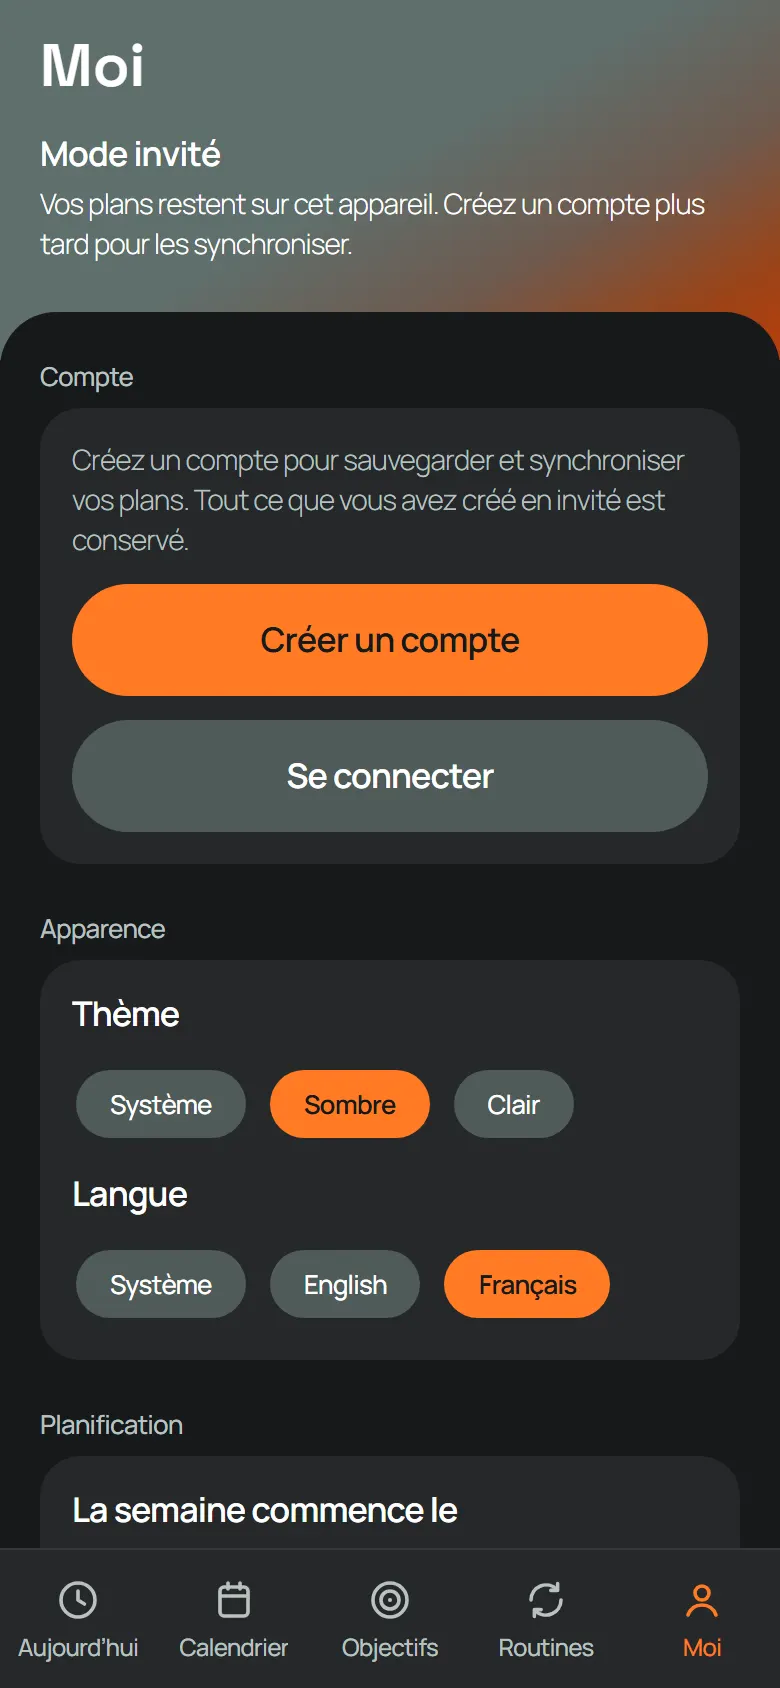 Moi
Mode invité
Vos plans restent sur cet appareil. Créez un compte plus
tard pour les synchroniser.
Compte
Créez un compte pour sauvegarder et synchroniser
vos plans. Tout ce que vous avez créé en invité est
conservé.
Créer un compte
Se connecter
Apparence
Thème
Système
Sombre
Clair
Langue
Système
English
Français
Planification
La semaine commence le
Aujourd’hui
Calendrier
Objectifs
Routines
Moi